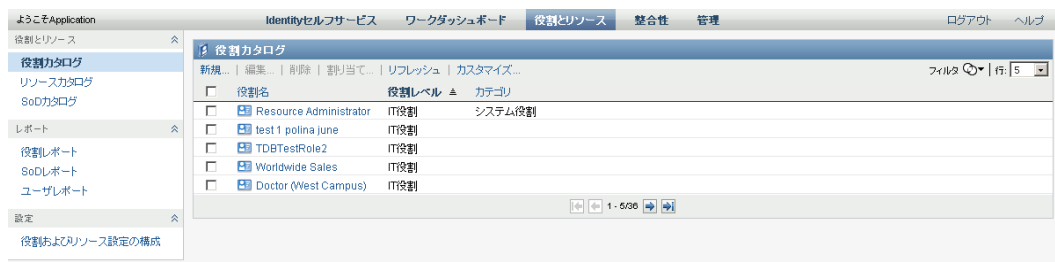 ようこそApplication
Identityセルフサービス ワークダッシュボード 役割とリソース 整合性 管理 ログアウト ヘルプ
役割とリソース
役割カタログ
リソースカタログ
SoDカタログ
レポート
役割レポート
SoDレポート
ユーザレポート
設定
役割およびリソース設定の構成
役割カタログ
新規... | 編集... | 削除 | 割り当て... | リフレッシュ | カスタマイズ... フィルタ | 行: 5
役割名 役割レベル カテゴリ
Resource Administrator IT役割 システム役割
test 1 polina june IT役割
TDBTestRole2 IT役割
Worldwide Sales IT役割
Doctor (West Campus) IT役割
1 - 5/36